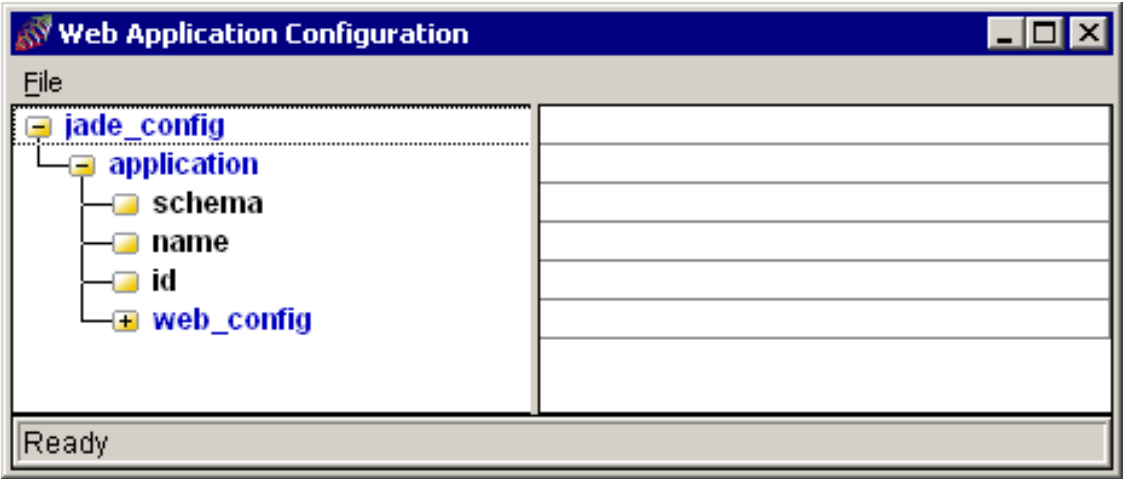 Web Application Configuration
File
jade_config
application
schema
name
id
web_config
Ready